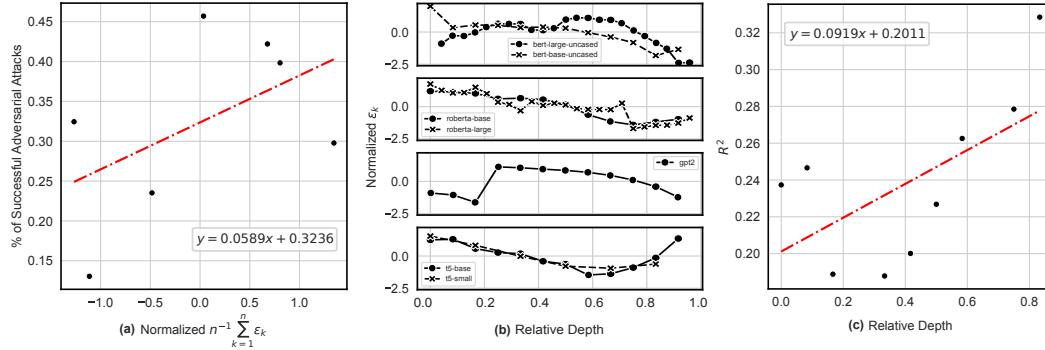 % of Successful Adversarial Attacks
0.45
0.40
0.35
0.30
0.25
0.20
0.15
y = 0.0589x + 0.3236
−1.0
−0.5
0.0
0.5
1.0
(a) Normalized n⁻¹ ∑ₖ₌₁ⁿ εₖ
Normalized εₖ
0.0
−2.5
bert-large-uncased
bert-base-uncased
0.0
−2.5
roberta-base
roberta-large
0.0
−2.5
gpt2
0.0
−2.5
t5-base
t5-small
0.0
0.2
0.4
0.6
0.8
1.0
(b) Relative Depth
R²
0.32
0.30
0.28
0.26
0.24
0.22
0.20
y = 0.0919x + 0.2011
0.0
0.2
0.4
0.6
0.8
(c) Relative Depth